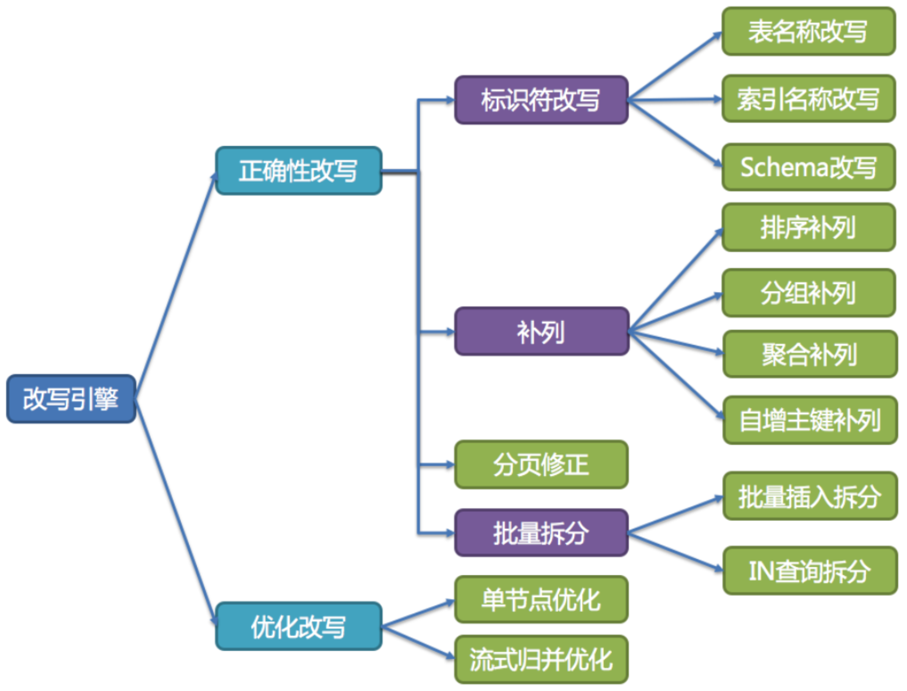 改写引擎
正确性改写
标识符改写
表名称改写
索引名称改写
Schema改写
补列
排序补列
分组补列
聚合补列
自增主键补列
分页修正
批量拆分
批量插入拆分
IN查询拆分
优化改写
单节点优化
流式归并优化